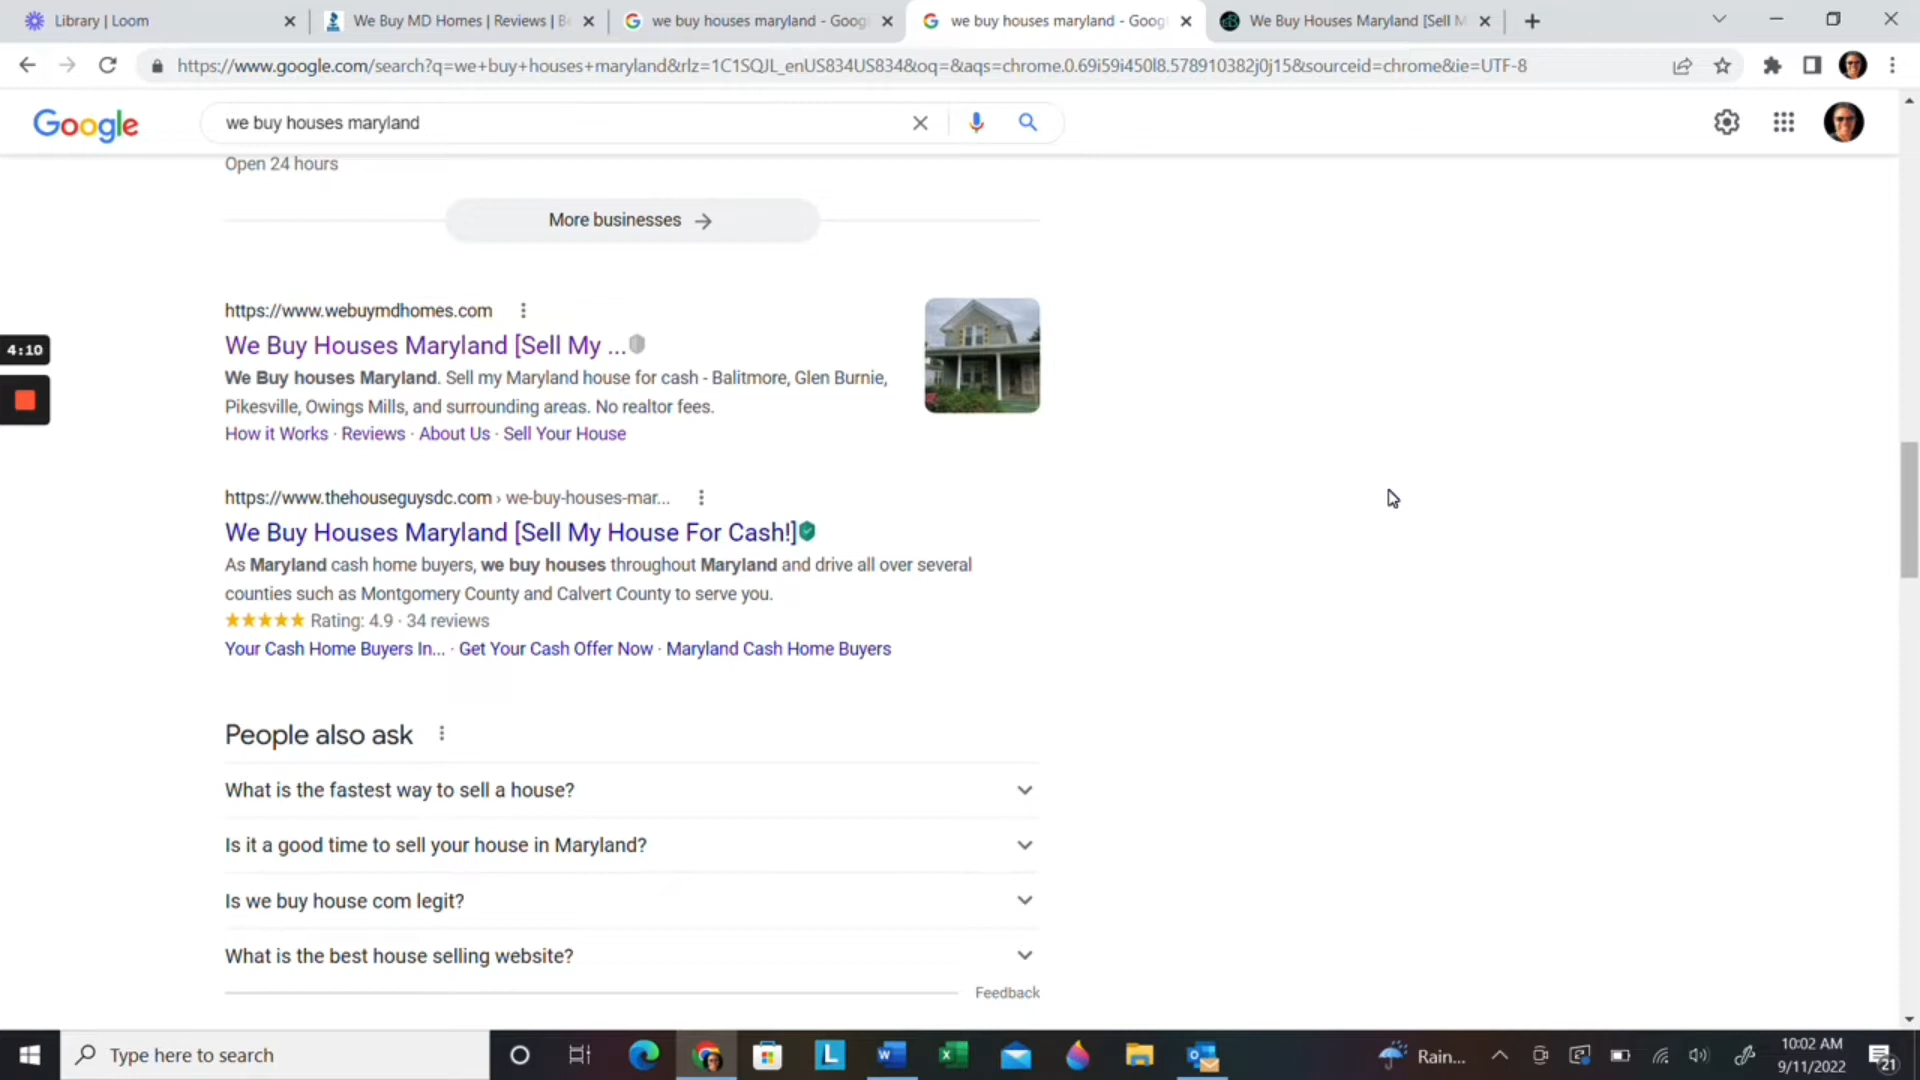 Library | Loom
We Buy MD Homes | Reviews | B
we buy houses maryland - Goog
we buy houses maryland - Goog
We Buy Houses Maryland [Sell M
https://www.google.com/search?q=we+buy+houses+maryland&rlz=1C1SQJL_enUS834US834&oq=&aqs=chrome.0.69i59i450l8.578910382j0j15&sourceid=chrome&ie=UTF-8
Google
we buy houses maryland
Open 24 hours
More businesses →
https://www.webuymdhomes.com
We Buy Houses Maryland [Sell My ...
We Buy houses Maryland. Sell my Maryland house for cash - Balitmore, Glen Burnie,
Pikesville, Owings Mills, and surrounding areas. No realtor fees.
How it Works · Reviews · About Us · Sell Your House
4:10
https://www.thehouseguysdc.com › we-buy-houses-mar...
We Buy Houses Maryland [Sell My House For Cash!]
As Maryland cash home buyers, we buy houses throughout Maryland and drive all over several
counties such as Montgomery County and Calvert County to serve you.
Rating: 4.9 · 34 reviews
Your Cash Home Buyers In... · Get Your Cash Offer Now · Maryland Cash Home Buyers
People also ask
What is the fastest way to sell a house?
Is it a good time to sell your house in Maryland?
Is we buy house com legit?
What is the best house selling website?
Feedback
Type here to search
L
W
Rain...
10:02 AM
9/11/2022
21